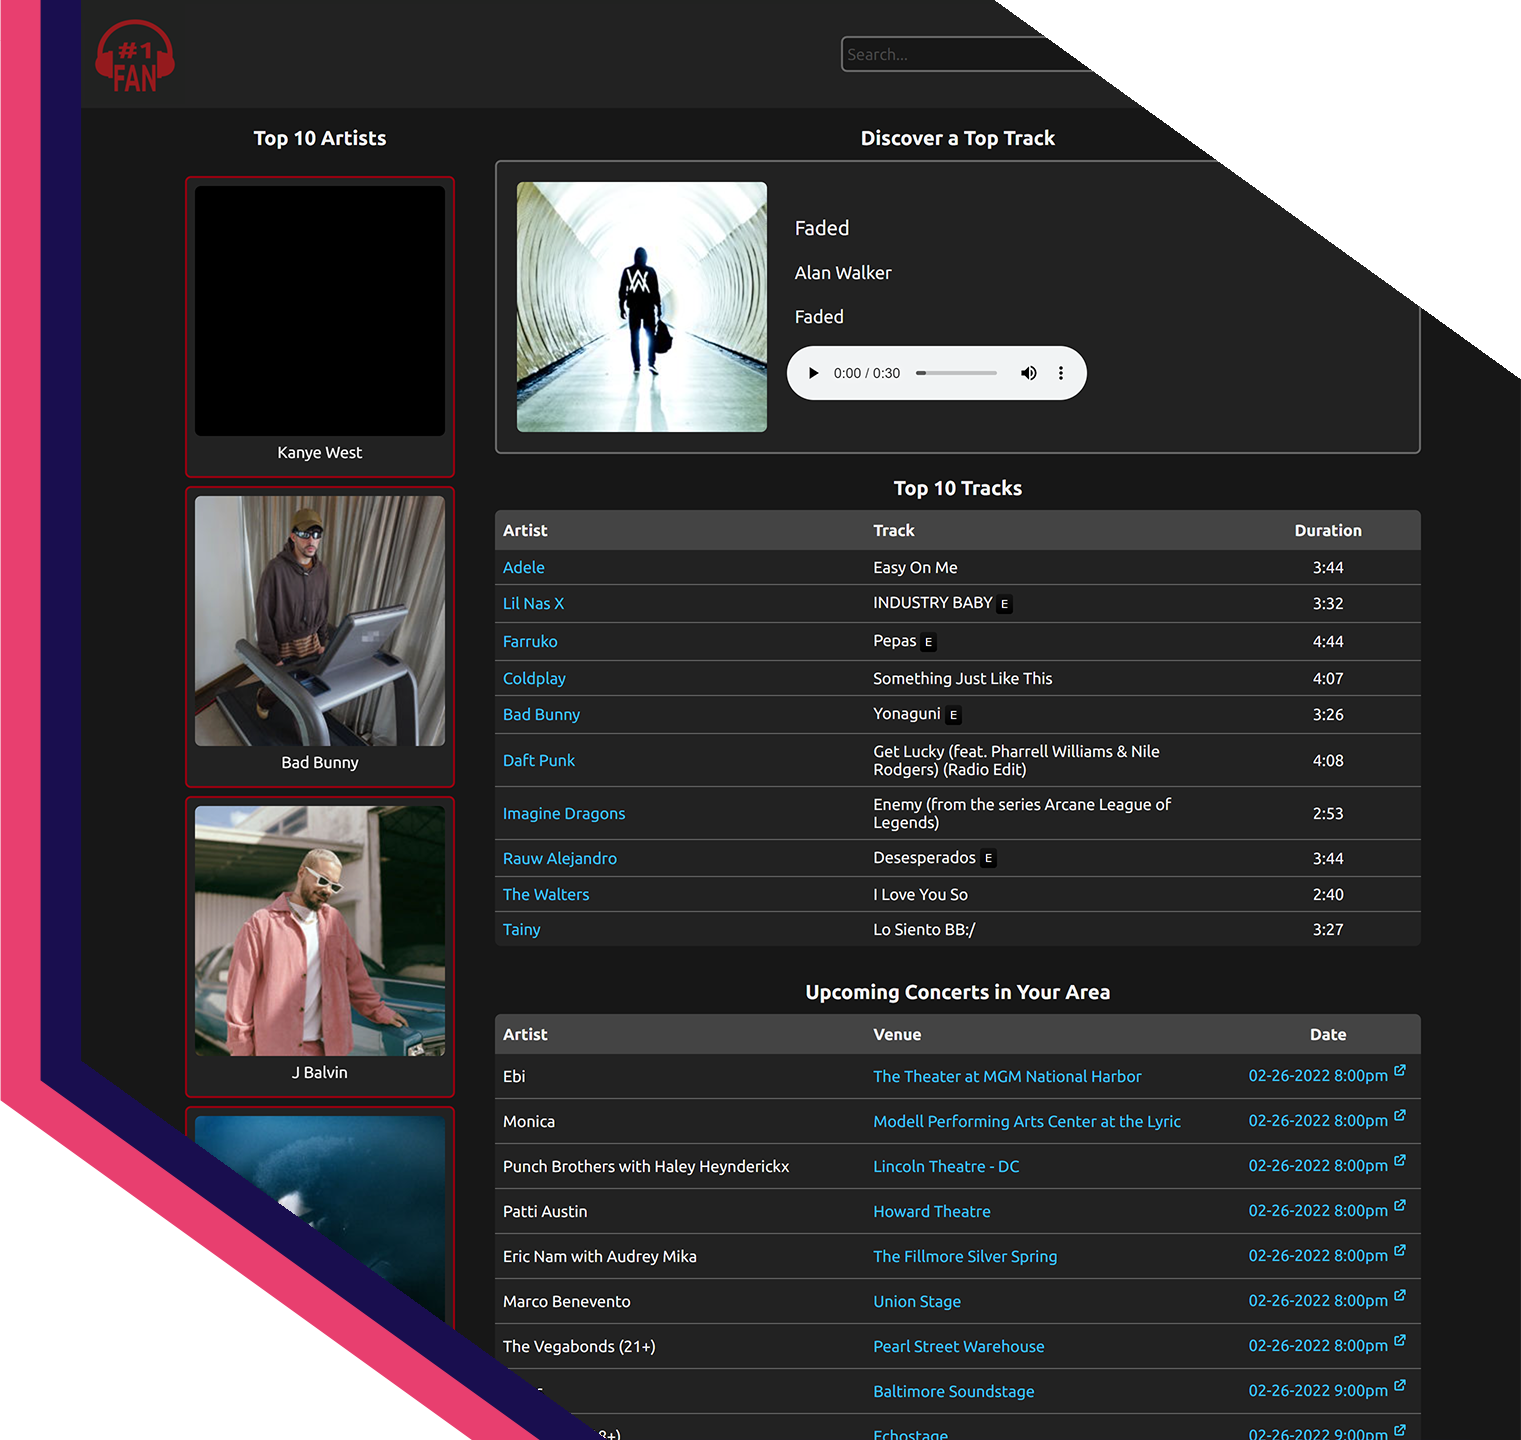 #1
FAN
Search...
Top 10 Artists
Kanye West
Bad Bunny
J Balvin
Discover a Top Track
Faded
Alan Walker
Faded
0:00 / 0:30
Top 10 Tracks
Artist Track Duration
Adele Easy On Me 3:44
Lil Nas X INDUSTRY BABY E 3:32
Farruko Pepas E 4:44
Coldplay Something Just Like This 4:07
Bad Bunny Yonaguni E 3:26
Daft Punk Get Lucky (feat. Pharrell Williams & Nile
Rodgers) (Radio Edit) 4:08
Imagine Dragons Enemy (from the series Arcane League of
Legends) 2:53
Rauw Alejandro Desesperados E 3:44
The Walters I Love You So 2:40
Tainy Lo Siento BB:/ 3:27
Upcoming Concerts in Your Area
Artist Venue Date
Ebi The Theater at MGM National Harbor 02-26-2022 8:00pm
Monica Modell Performing Arts Center at the Lyric 02-26-2022 8:00pm
Punch Brothers with Haley Heynderickx Lincoln Theatre - DC 02-26-2022 8:00pm
Patti Austin Howard Theatre 02-26-2022 8:00pm
Eric Nam with Audrey Mika The Fillmore Silver Spring 02-26-2022 8:00pm
Marco Benevento Union Stage 02-26-2022 8:00pm
The Vegabonds (21+) Pearl Street Warehouse 02-26-2022 8:00pm
Baltimore Soundstage 02-26-2022 9:00pm
8+) Echostage 02-26-2022 9:00pm